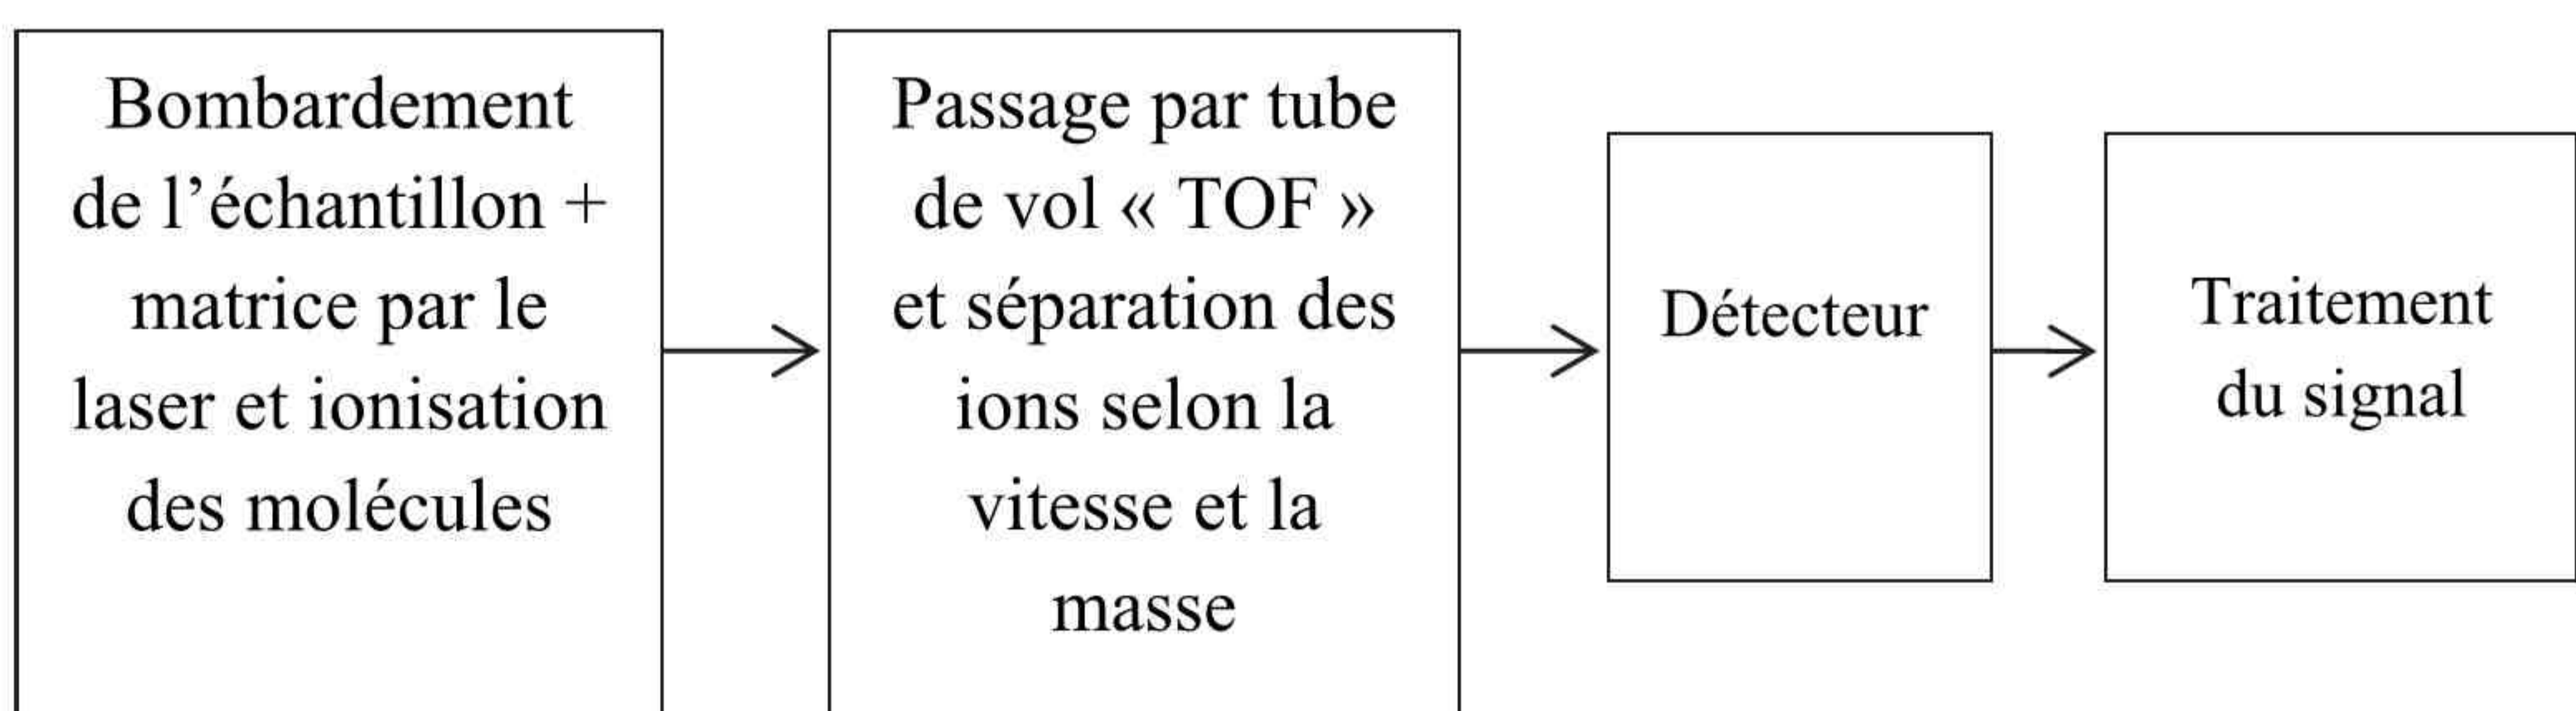 Bombardement
de l’échantillon +
matrice par le
laser et ionisation
des molécules
Passage par tube
de vol « TOF »
et séparation des
ions selon la
vitesse et la
masse
Détecteur
Traitement
du signal